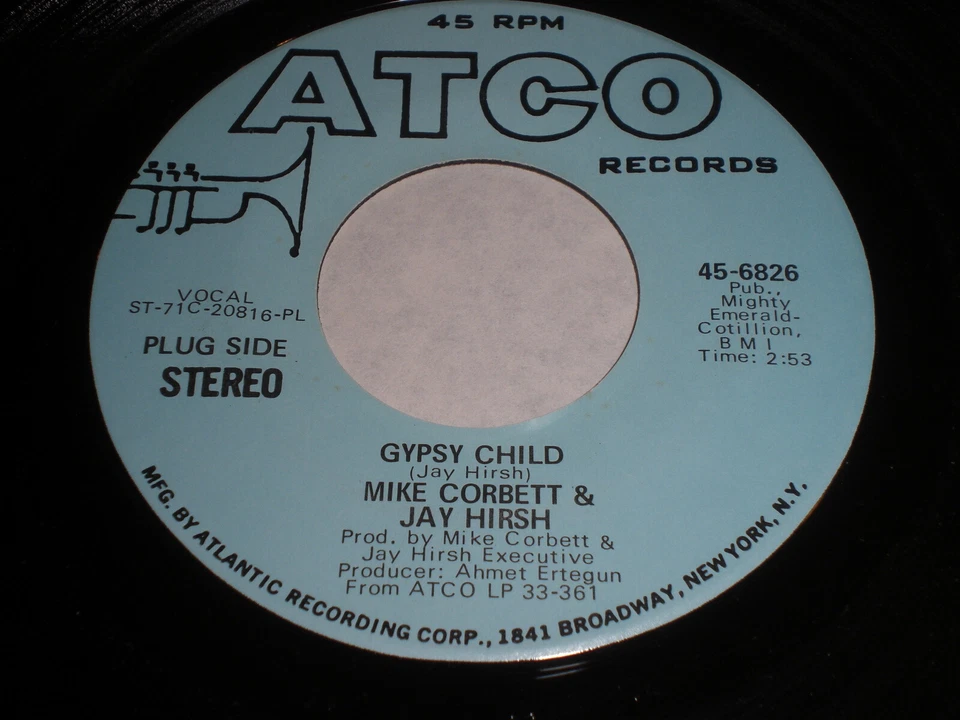 45 RPM
ATCO
RECORDS
VOCAL
ST-71C-20816-PL
PLUG SIDE
STEREO
45-6826
Pub.,
Mighty
Emerald-
Cotillion,
BMI
Time: 2:53
GYPSY CHILD
(Jay Hirsh)
MIKE CORBETT &
JAY HIRSH
Prod. by Mike Corbett &
Jay Hirsh Executive
Producer: Ahmet Ertegun
From ATCO LP 33-361
MFG. BY ATLANTIC RECORDING CORP., 1841 BROADWAY, NEW YORK, N.Y.